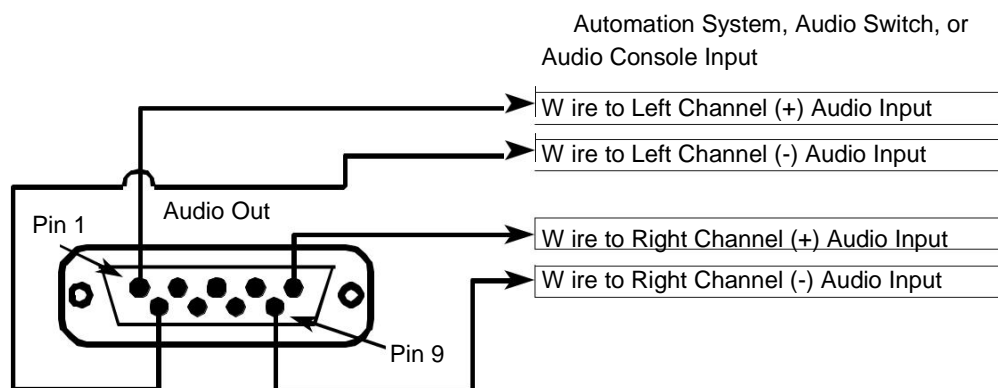 Automation System, Audio Switch, or
Audio Console Input
W ire to Left Channel (+) Audio Input
W ire to Left Channel (-) Audio Input
Audio Out
Pin 1
W ire to Right Channel (+) Audio Input
W ire to Right Channel (-) Audio Input
Pin 9